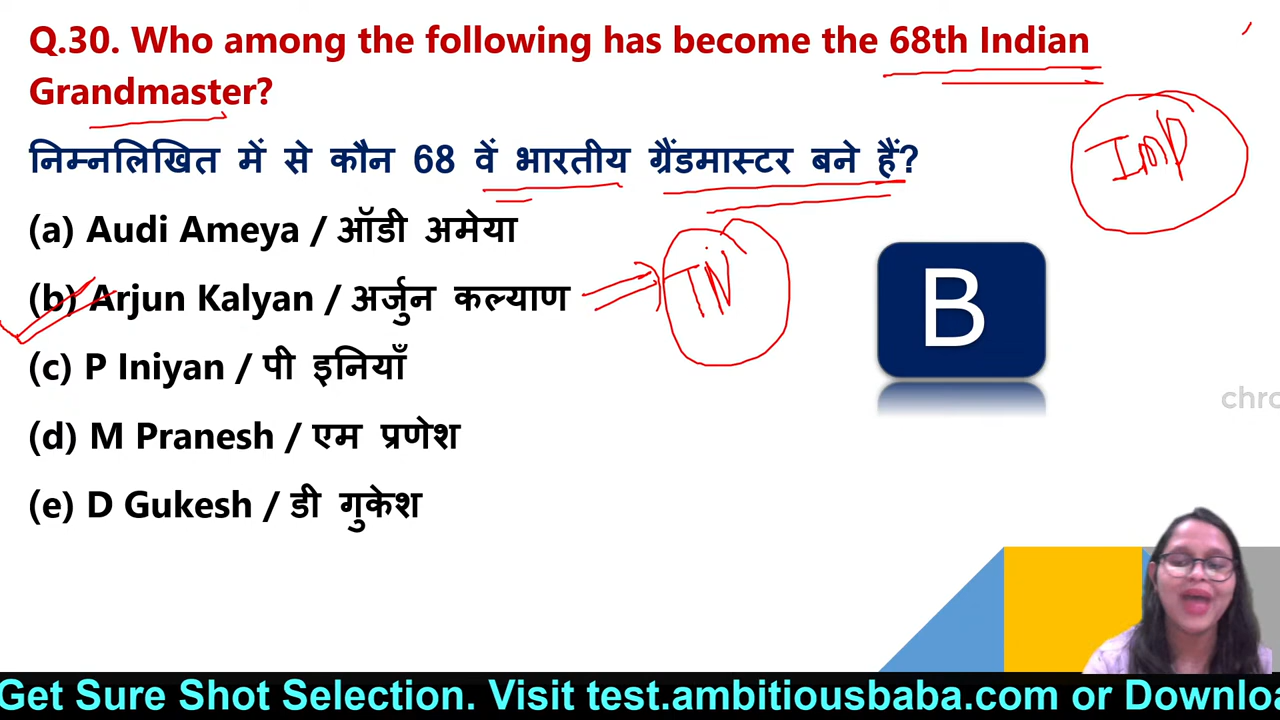 Q.30. Who among the following has become the 68th Indian
Grandmaster?
IMP
निम्नलिखित में से कौन 68 वें भारतीय ग्रैंडमास्टर बने हैं?
(a) Audi Ameya / ऑडी अमेया
(b) Arjun Kalyan / अर्जुन कल्याण
TN
B
(c) P Iniyan / पी इनियाँ
chro
(d) M Pranesh / एम प्रणेश
(e) D Gukesh / डी गुकेश
Get Sure Shot Selection. Visit test.ambitiousbaba.com or Downloa